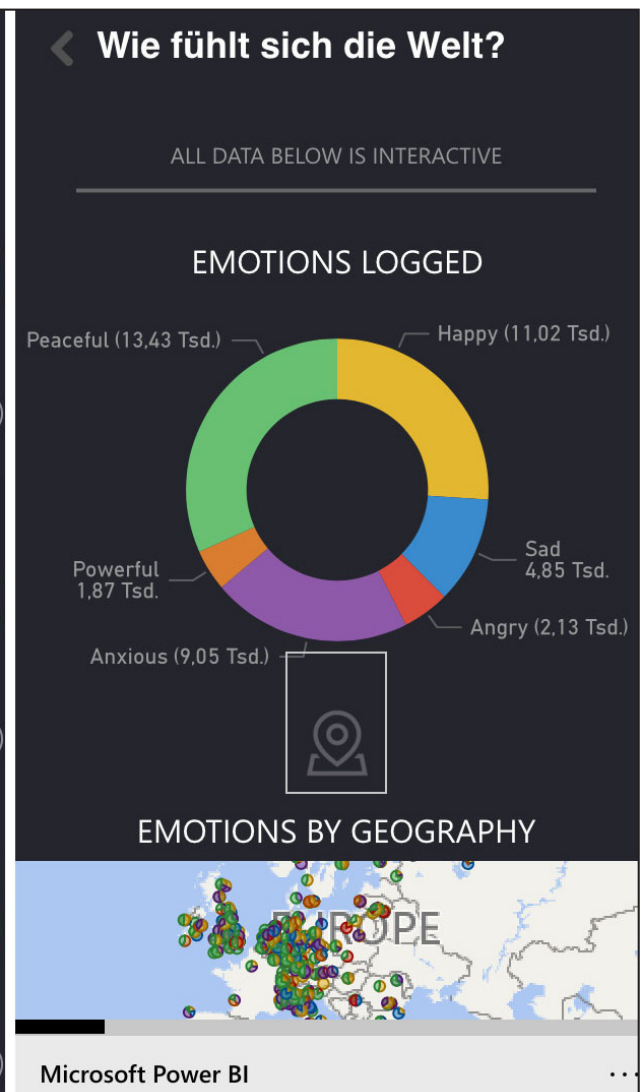 Wie fühlt sich die Welt?
ALL DATA BELOW IS INTERACTIVE
EMOTIONS LOGGED
Peaceful (13,43 Tsd.)
Happy (11,02 Tsd.)
Sad
4,85 Tsd.
Powerful
1,87 Tsd.
Angry (2,13 Tsd.)
Anxious (9,05 Tsd.)
EMOTIONS BY GEOGRAPHY
EUROPE
Microsoft Power BI